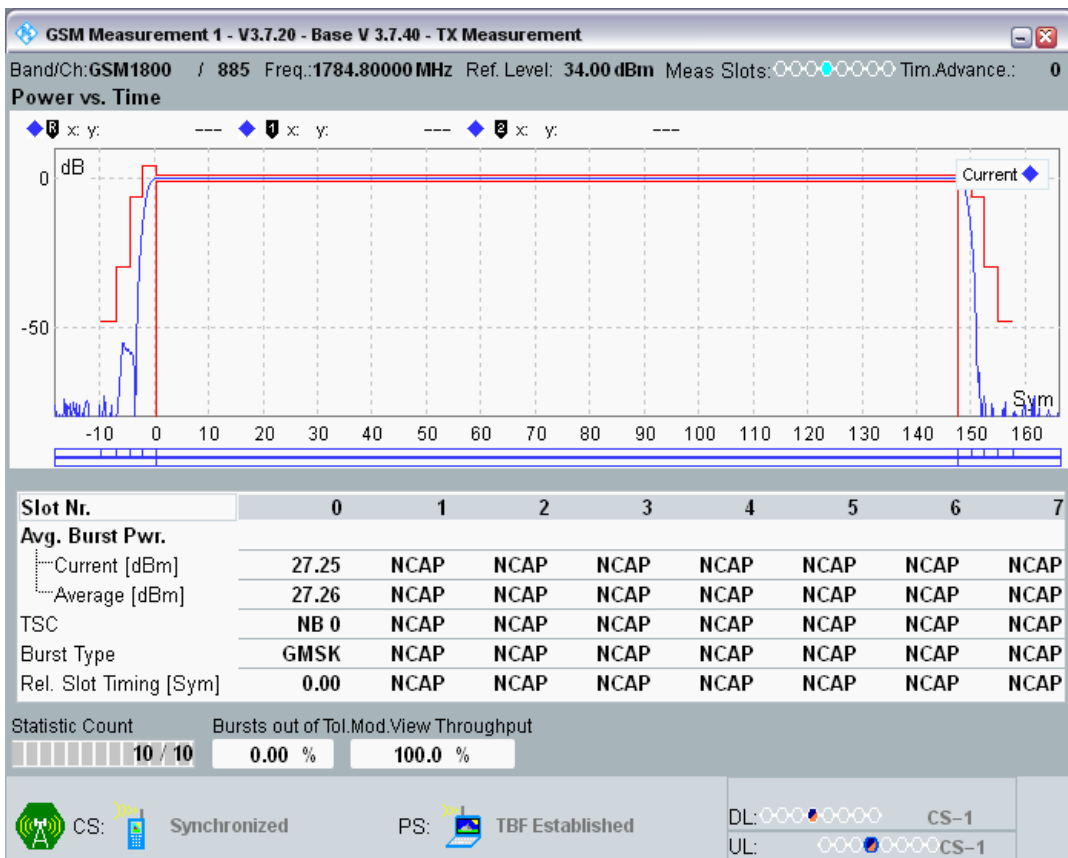 GSM Measurement 1 - V3.7.20 - Base V 3.7.40 - TX Measurement
Band/Ch:GSM1800 / 885 Freq.:1784.80000 MHz Ref. Level: 34.00 dBm Meas Slots: Tim.Advance.: 0
Power vs. Time
R x: y: --- 1 x: y: --- 2 x: y: ---
dB
Current
0
-50
Sym
-10 0 10 20 30 40 50 60 70 80 90 100 110 120 130 140 150 160
Slot Nr. 0 1 2 3 4 5 6 7
Avg. Burst Pwr.
Current [dBm] 27.25 NCAP NCAP NCAP NCAP NCAP NCAP NCAP
Average [dBm] 27.26 NCAP NCAP NCAP NCAP NCAP NCAP NCAP
TSC NB 0 NCAP NCAP NCAP NCAP NCAP NCAP NCAP
Burst Type GMSK NCAP NCAP NCAP NCAP NCAP NCAP NCAP
Rel. Slot Timing [Sym] 0.00 NCAP NCAP NCAP NCAP NCAP NCAP NCAP
Statistic Count Bursts out of Tol.Mod.View Throughput
10 / 10 0.00 % 100.0 %
CS: Synchronized PS: TBF Established DL: CS-1
UL: CS-1